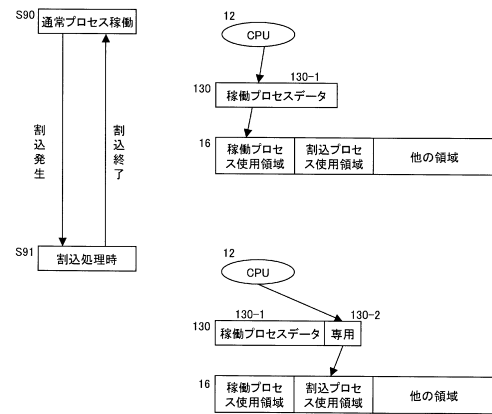 S90
通常プロセス稼働
割込発生
割込終了
S91
割込処理時
12
CPU
130
130-1
稼働プロセスデータ
16
稼働プロセ
ス使用領域
割込プロセ
ス使用領域
他の領域
12
CPU
130-1
130-2
130
稼働プロセスデータ
専用
16
稼働プロセ
ス使用領域
割込プロセ
ス使用領域
他の領域